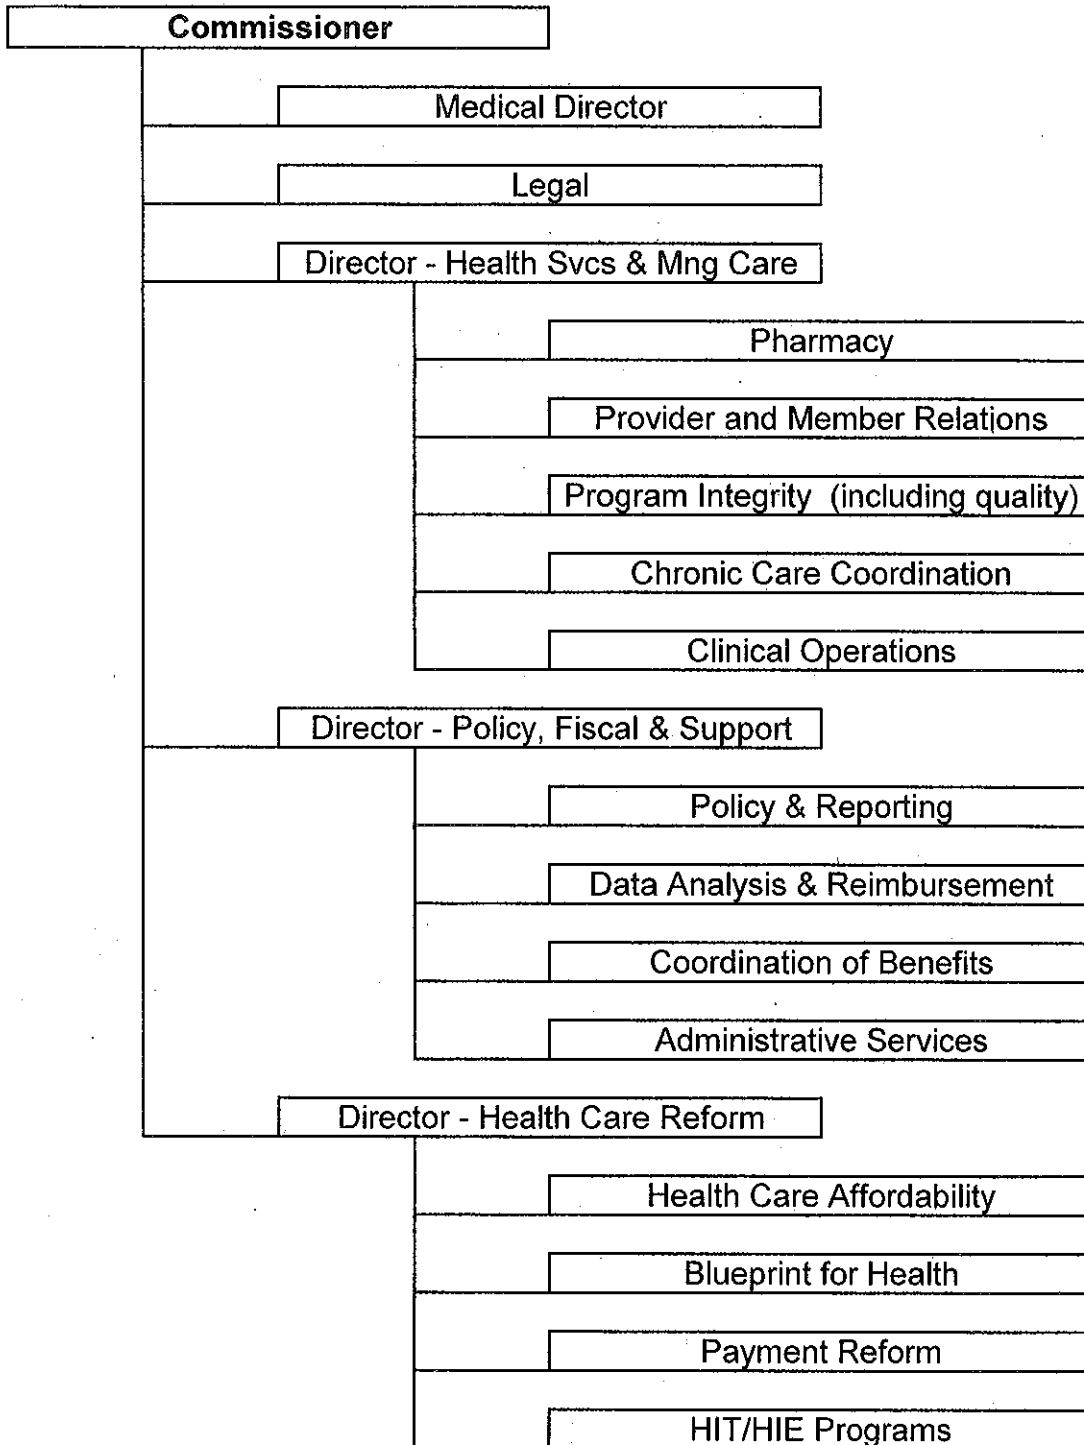 Commissioner
Medical Director
Legal
Director - Health Svcs & Mng Care
Pharmacy
Provider and Member Relations
Program Integrity (including quality)
Chronic Care Coordination
Clinical Operations
Director - Policy, Fiscal & Support
Policy & Reporting
Data Analysis & Reimbursement
Coordination of Benefits
Administrative Services
Director - Health Care Reform
Health Care Affordability
Blueprint for Health
Payment Reform
HIT/HIE Programs